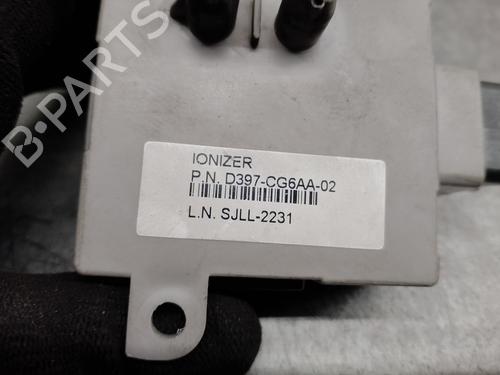 B-PARTS
IONIZER
P.N. D397-CG6AA-02
L.N. SJLL-2231